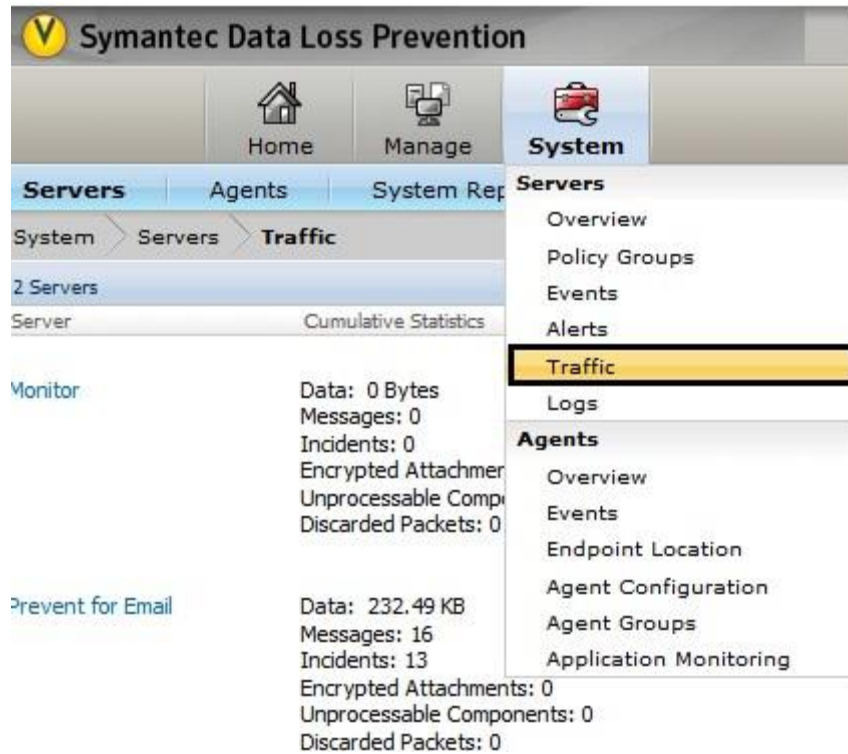 Symantec Data Loss Prevention
Home Manage System
Servers Agents System Rep
System Servers Traffic
2 Servers
Server Cumulative Statistics
Monitor
Data: 0 Bytes
Messages: 0
Incidents: 0
Encrypted Attachmen
Unprocessable Compo
Discarded Packets: 0
Prevent for Email
Data: 232.49 KB
Messages: 16
Incidents: 13
Encrypted Attachments: 0
Unprocessable Components: 0
Discarded Packets: 0
Servers
Overview
Policy Groups
Events
Alerts
Traffic
Logs
Agents
Overview
Events
Endpoint Location
Agent Configuration
Agent Groups
Application Monitoring